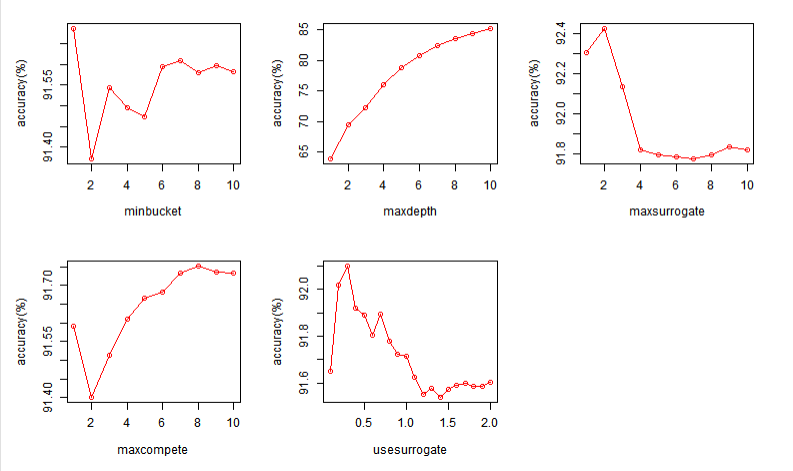 accuracy(%)
91.40 91.55
2 4 6 8 10
minbucket
accuracy(%)
65 70 75 80 85
2 4 6 8 10
maxdepth
accuracy(%)
91.8 92.0 92.2 92.4
2 4 6 8 10
maxsurrogate
accuracy(%)
91.40 91.55 91.70
2 4 6 8 10
maxcompete
accuracy(%)
91.6 91.8 92.0
0.5 1.0 1.5 2.0
usesurrogate